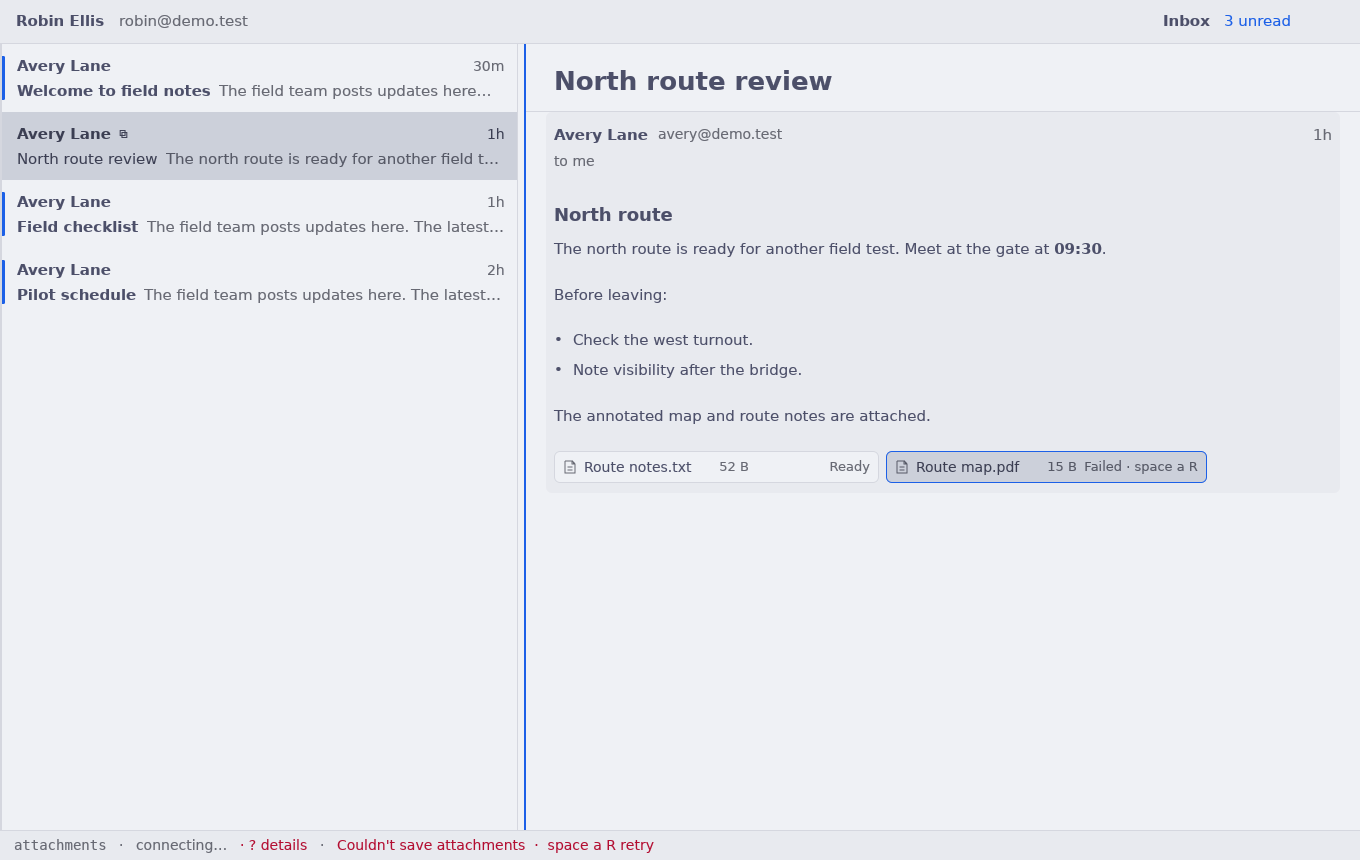 Robin Ellis robin@demo.test
Inbox 3 unread
Avery Lane 30m
Welcome to field notes The field team posts updates here…
Avery Lane 1h
North route review The north route is ready for another field t…
Avery Lane 1h
Field checklist The field team posts updates here. The latest…
Avery Lane 2h
Pilot schedule The field team posts updates here. The latest…
North route review
Avery Lane avery@demo.test 1h
to me
North route
The north route is ready for another field test. Meet at the gate at 09:30.
Before leaving:
• Check the west turnout.
• Note visibility after the bridge.
The annotated map and route notes are attached.
Route notes.txt 52 B Ready
Route map.pdf 15 B Failed · space a R
attachments · connecting… · ? details · Couldn't save attachments · space a R retry